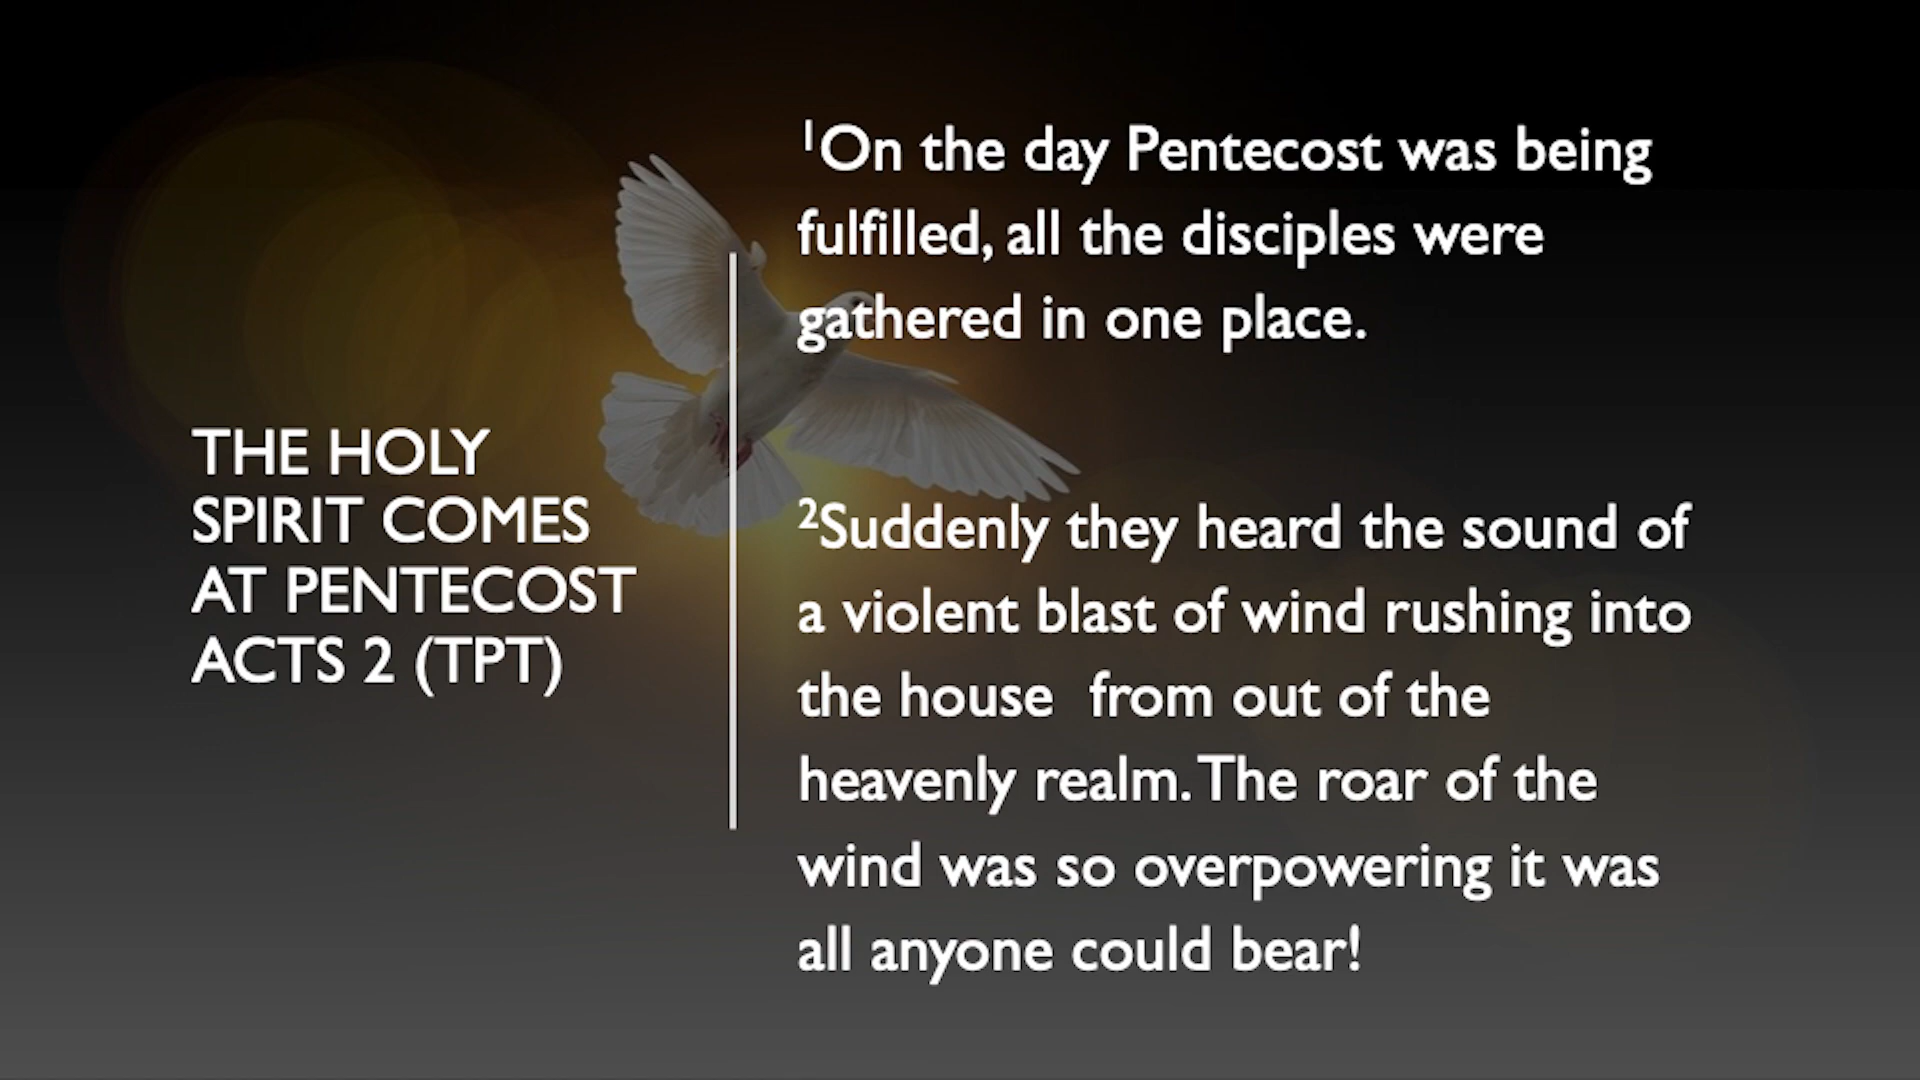 THE HOLY
SPIRIT COMES
AT PENTECOST
ACTS 2 (TPT)
¹On the day Pentecost was being
fulfilled, all the disciples were
gathered in one place.
²Suddenly they heard the sound of
a violent blast of wind rushing into
the house  from out of the
heavenly realm. The roar of the
wind was so overpowering it was
all anyone could bear!